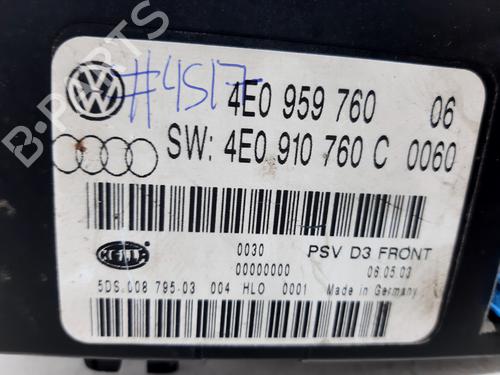 #4517
4E0 959 760 06
SW: 4E0 910 760 C 0060
HELLA
0030 PSV D3 FRONT
00000000 06.05.03
5DS.008 795-03 004 HLO 0001 Made in Germany
B-PARTS